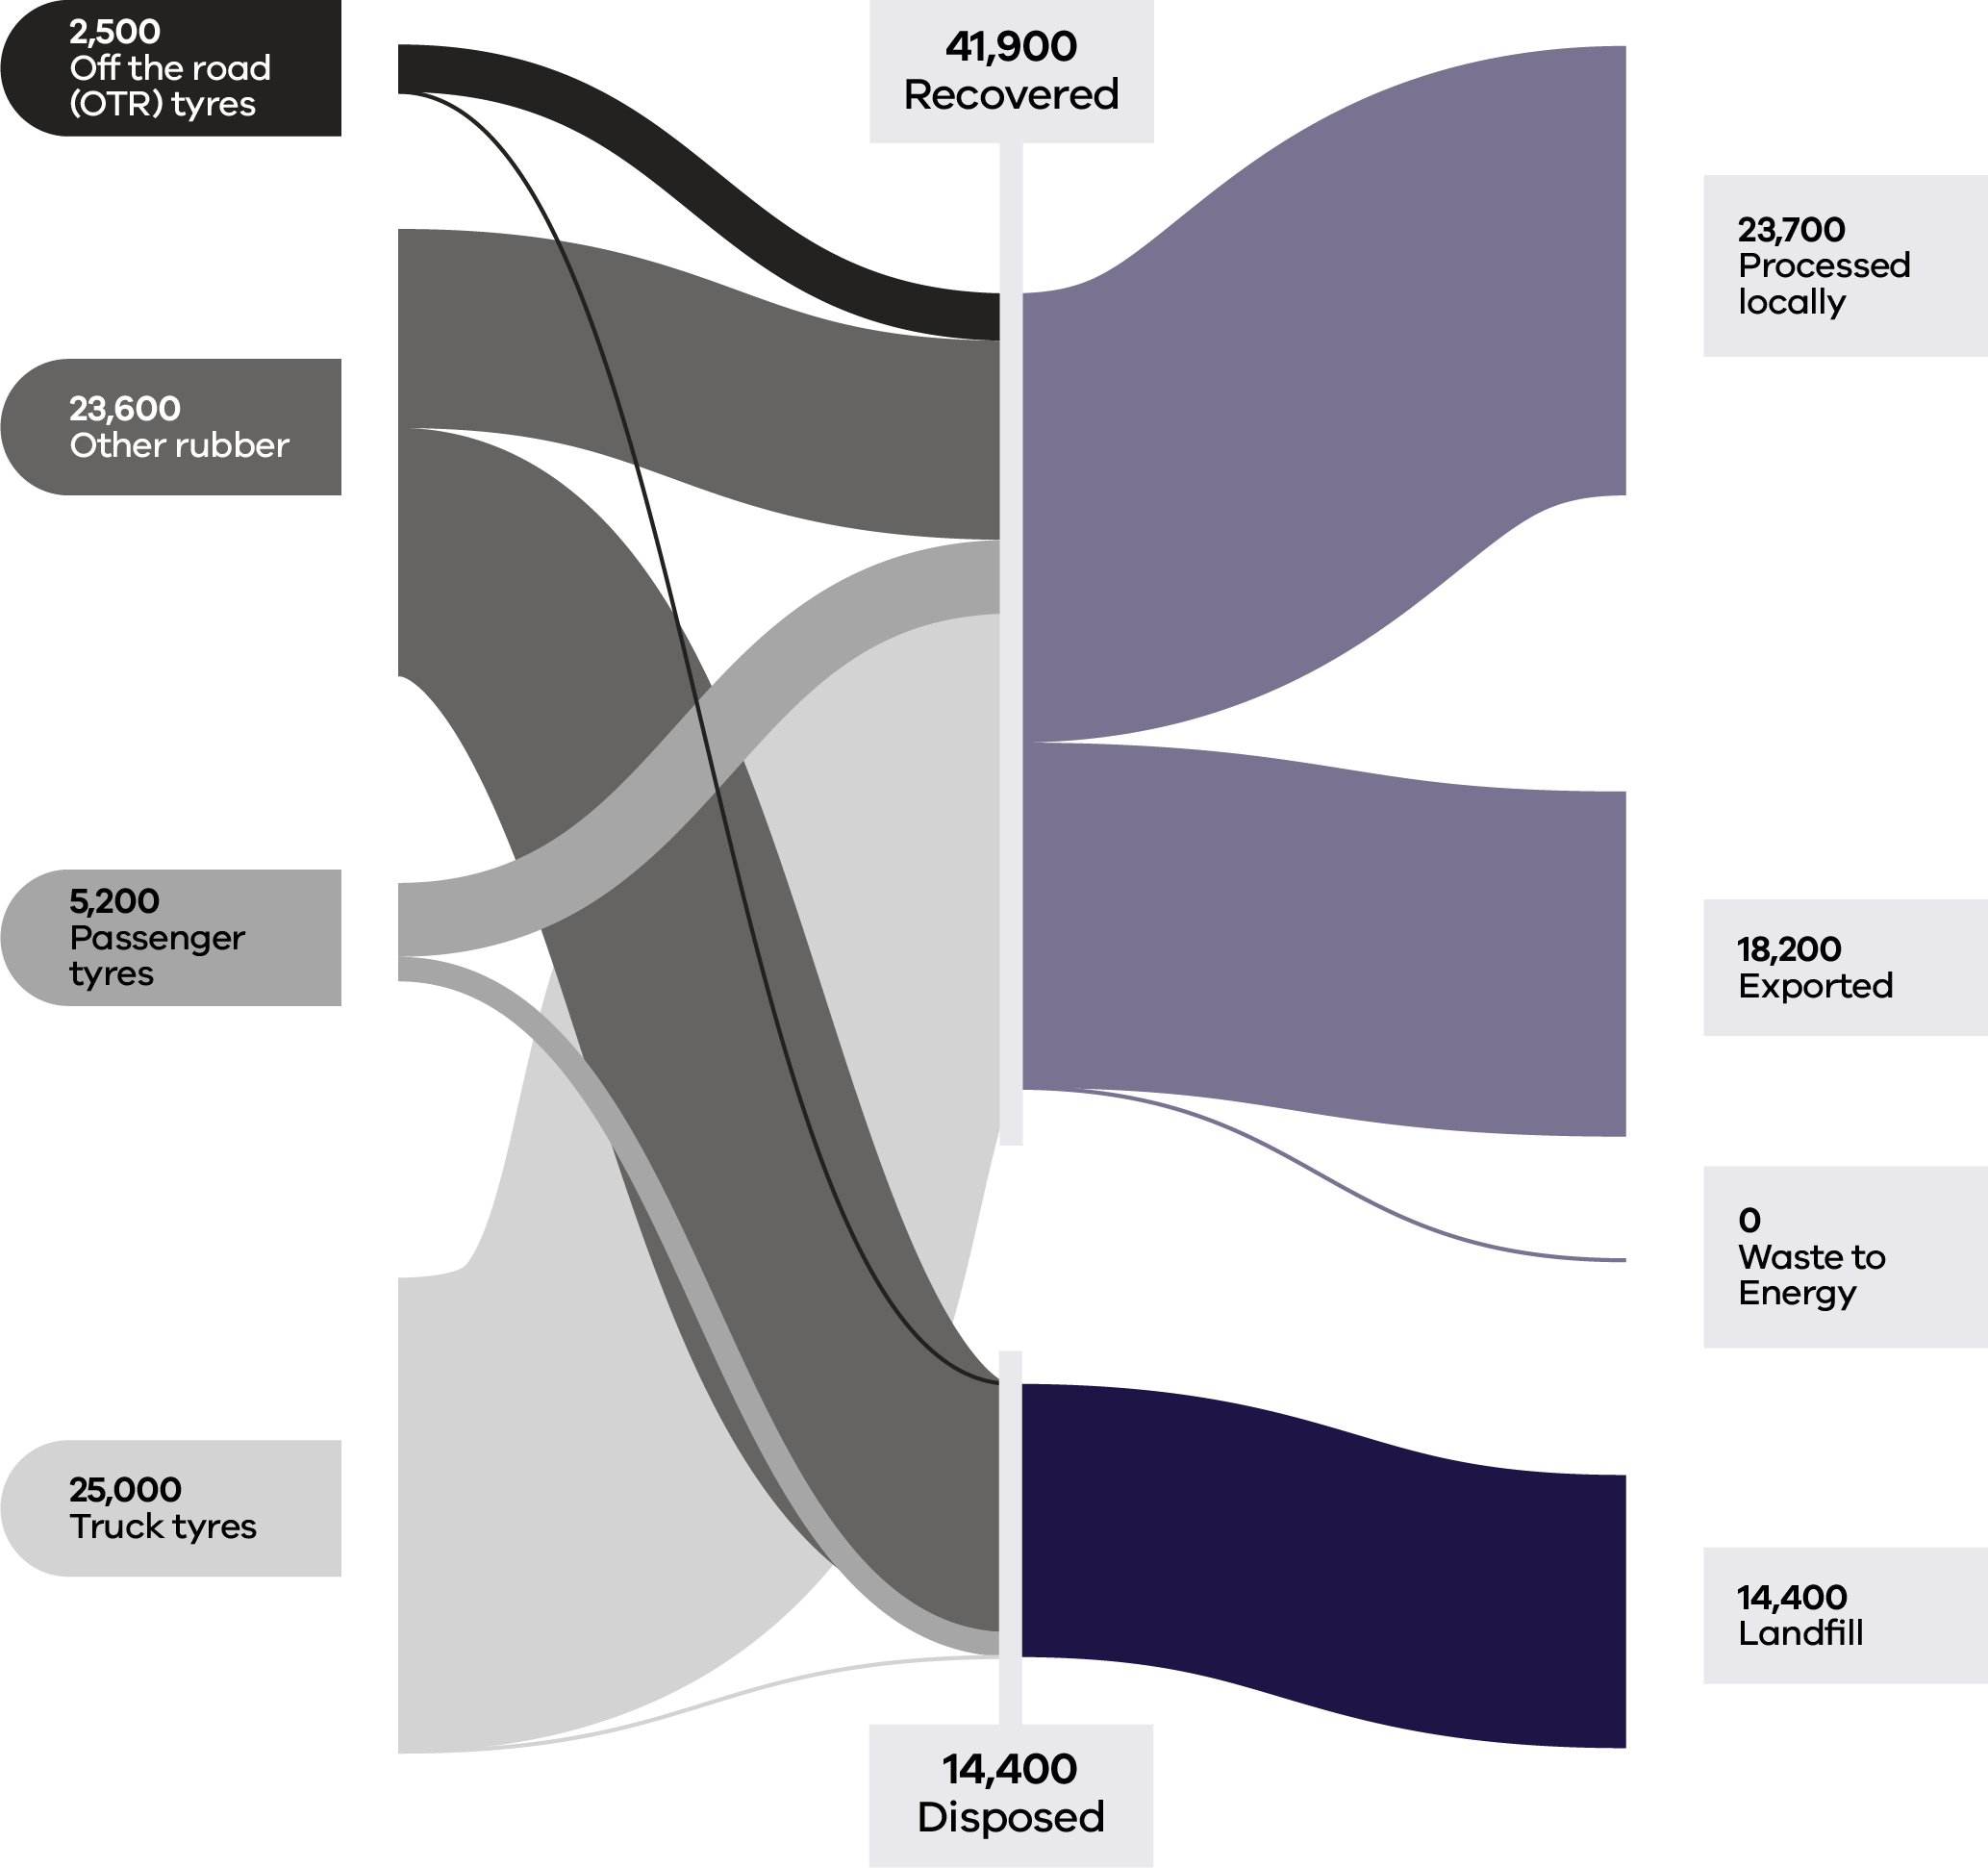 2,500
Off the road
(OTR) tyres
23,600
Other rubber
5,200
Passenger
tyres
25,000
Truck tyres
41,900
Recovered
14,400
Disposed
23,700
Processed
locally
18,200
Exported
0
Waste to
Energy
14,400
Landfill